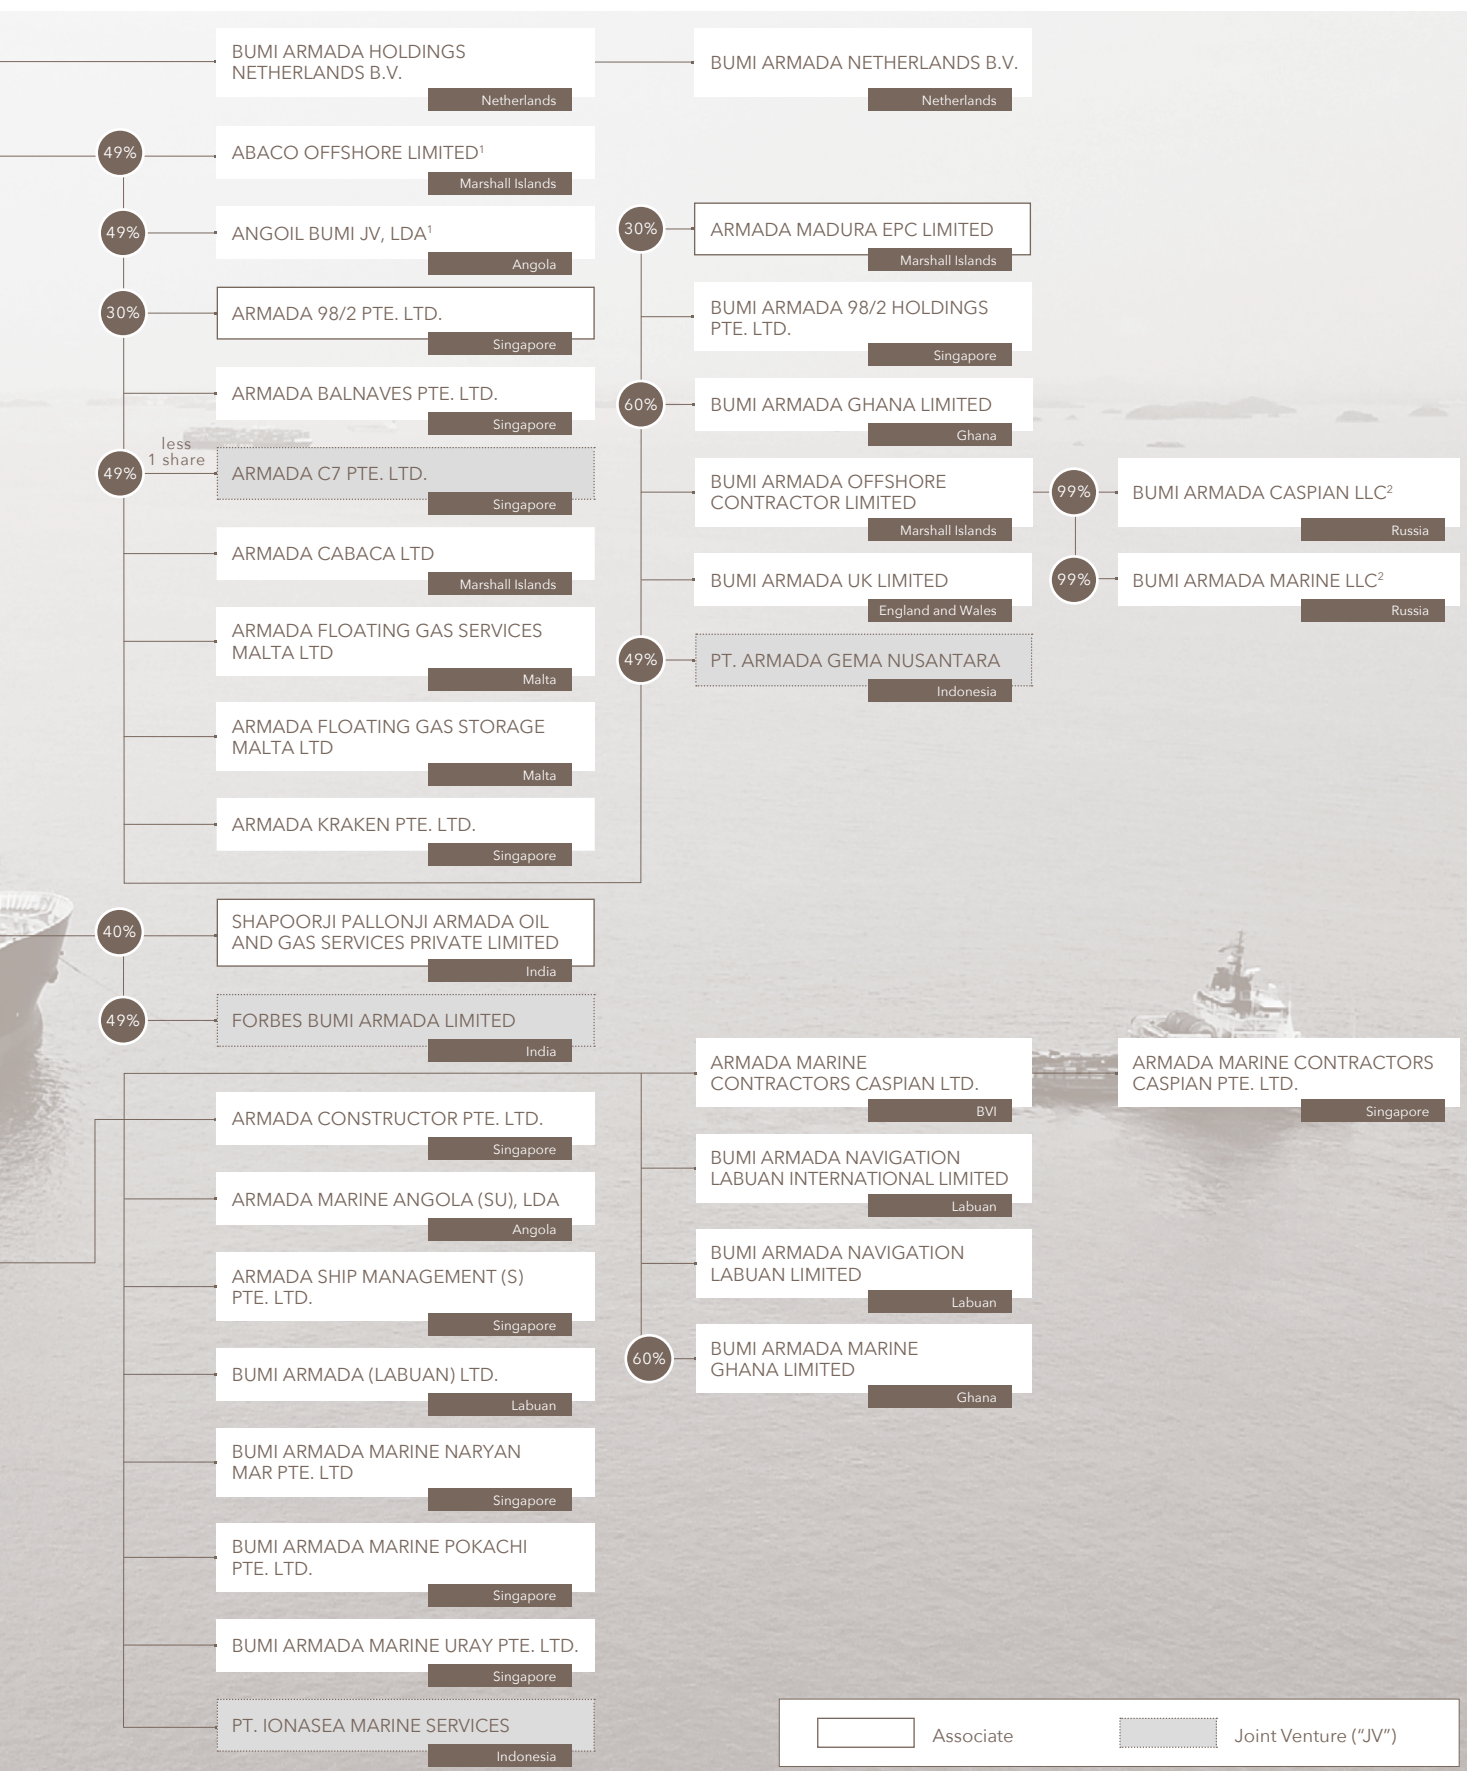 BUMI ARMADA HOLDINGS
NETHERLANDS B.V.
Netherlands
BUMI ARMADA NETHERLANDS B.V.
Netherlands
49%
ABACO OFFSHORE LIMITED¹
Marshall Islands
49%
ANGOIL BUMI JV, LDA¹
Angola
30%
ARMADA 98/2 PTE. LTD.
Singapore
ARMADA BALNAVES PTE. LTD.
Singapore
49%
less
1 share
ARMADA C7 PTE. LTD.
Singapore
ARMADA CABACA LTD
Marshall Islands
ARMADA FLOATING GAS SERVICES
MALTA LTD
Malta
ARMADA FLOATING GAS STORAGE
MALTA LTD
Malta
ARMADA KRAKEN PTE. LTD.
Singapore
30%
ARMADA MADURA EPC LIMITED
Marshall Islands
BUMI ARMADA 98/2 HOLDINGS
PTE. LTD.
Singapore
60%
BUMI ARMADA GHANA LIMITED
Ghana
BUMI ARMADA OFFSHORE
CONTRACTOR LIMITED
Marshall Islands
99%
BUMI ARMADA CASPIAN LLC²
Russia
99%
BUMI ARMADA MARINE LLC²
Russia
BUMI ARMADA UK LIMITED
England and Wales
49%
PT. ARMADA GEMA NUSANTARA
Indonesia
40%
SHAPOORJI PALLONJI ARMADA OIL
AND GAS SERVICES PRIVATE LIMITED
India
49%
FORBES BUMI ARMADA LIMITED
India
ARMADA CONSTRUCTOR PTE. LTD.
Singapore
ARMADA MARINE ANGOLA (SU), LDA
Angola
ARMADA SHIP MANAGEMENT (S)
PTE. LTD.
Singapore
BUMI ARMADA (LABUAN) LTD.
Labuan
BUMI ARMADA MARINE NARYAN
MAR PTE. LTD
Singapore
BUMI ARMADA MARINE POKACHI
PTE. LTD.
Singapore
BUMI ARMADA MARINE URAY PTE. LTD.
Singapore
PT. IONASEA MARINE SERVICES
Indonesia
ARMADA MARINE
CONTRACTORS CASPIAN LTD.
BVI
ARMADA MARINE CONTRACTORS
CASPIAN PTE. LTD.
Singapore
BUMI ARMADA NAVIGATION
LABUAN INTERNATIONAL LIMITED
Labuan
BUMI ARMADA NAVIGATION
LABUAN LIMITED
Labuan
60%
BUMI ARMADA MARINE
GHANA LIMITED
Ghana
Associate
Joint Venture (“JV”)